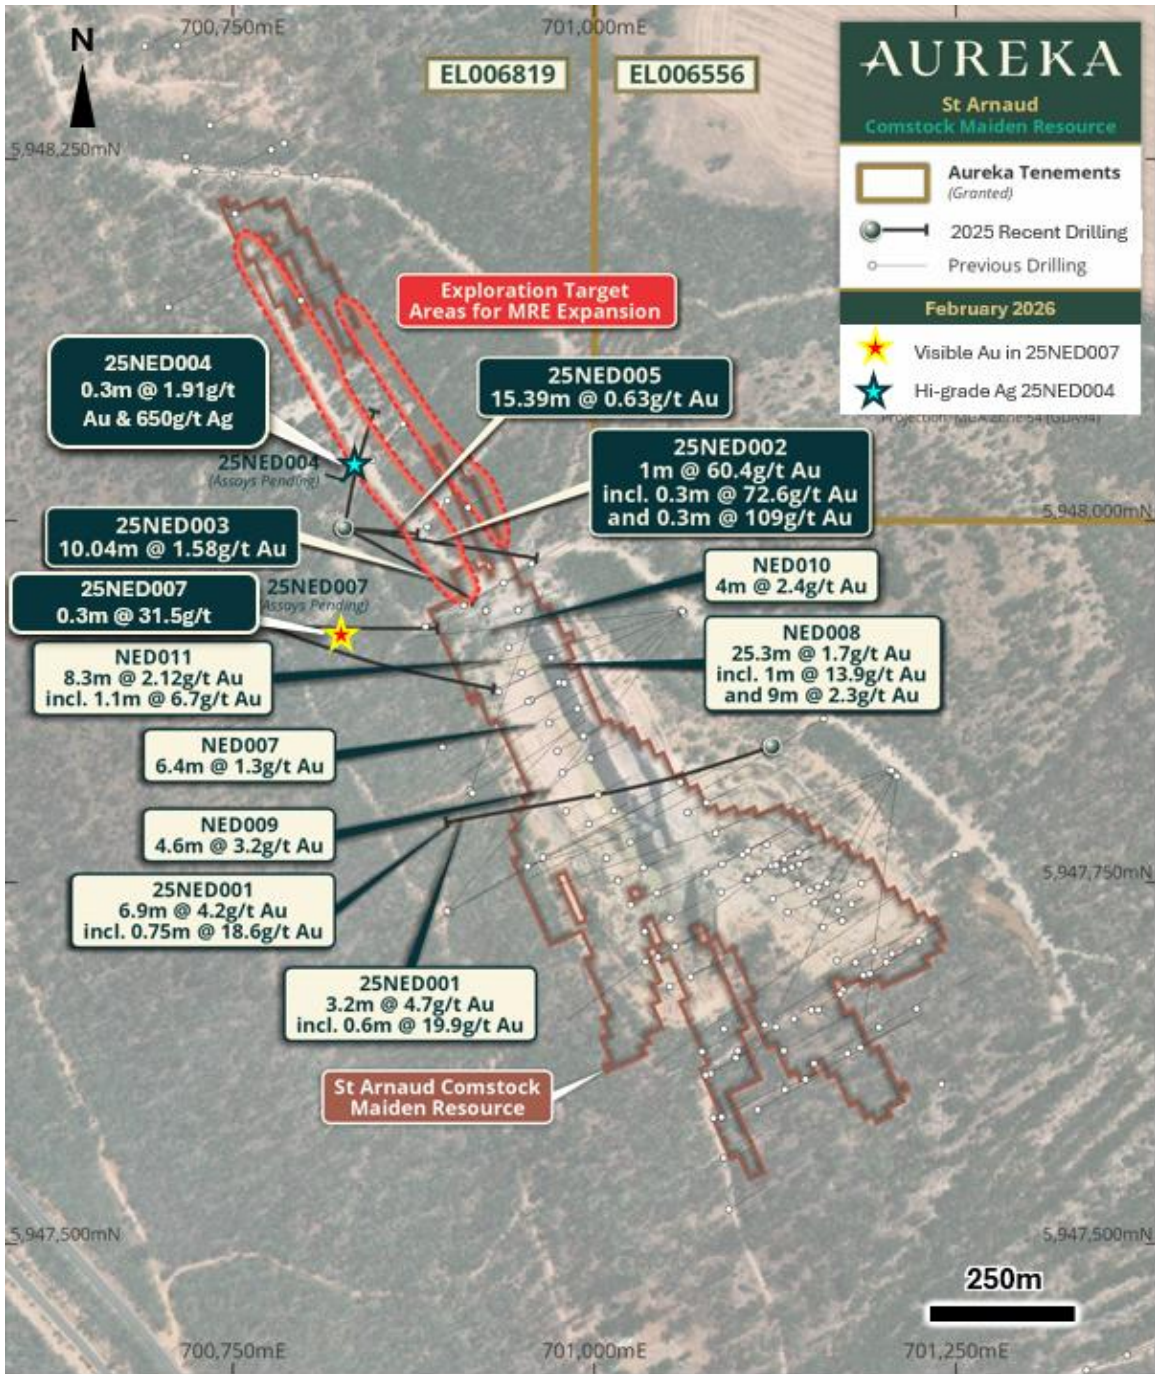 700,750mE
701,000mE
N
EL006819
EL006556
AUREKA
St Arnaud
Comstock Maiden Resource
5,948,250mN
Aureka Tenements
(Granted)
2025 Recent Drilling
Previous Drilling
February 2026
Visible Au in 25NED007
Hi-grade Ag 25NED004
Projection: MGA Zone 54 (GDA94)
Exploration Target
Areas for MRE Expansion
25NED004
0.3m @ 1.91g/t
Au & 650g/t Ag
25NED005
15.39m @ 0.63g/t Au
25NED004
(Assays Pending)
25NED002
1m @ 60.4g/t Au
incl. 0.3m @ 72.6g/t Au
and 0.3m @ 109g/t Au
5,948,000mN
25NED003
10.04m @ 1.58g/t Au
25NED007
0.3m @ 31.5g/t
25NED007
(Assays Pending)
NED010
4m @ 2.4g/t Au
NED011
8.3m @ 2.12g/t Au
incl. 1.1m @ 6.7g/t Au
NED008
25.3m @ 1.7g/t Au
incl. 1m @ 13.9g/t Au
and 9m @ 2.3g/t Au
NED007
6.4m @ 1.3g/t Au
NED009
4.6m @ 3.2g/t Au
5,947,750mN
25NED001
6.9m @ 4.2g/t Au
incl. 0.75m @ 18.6g/t Au
25NED001
3.2m @ 4.7g/t Au
incl. 0.6m @ 19.9g/t Au
St Arnaud Comstock
Maiden Resource
5,947,500mN
5,947,500mN
250m
700,750mE
701,000mE
701,250mE